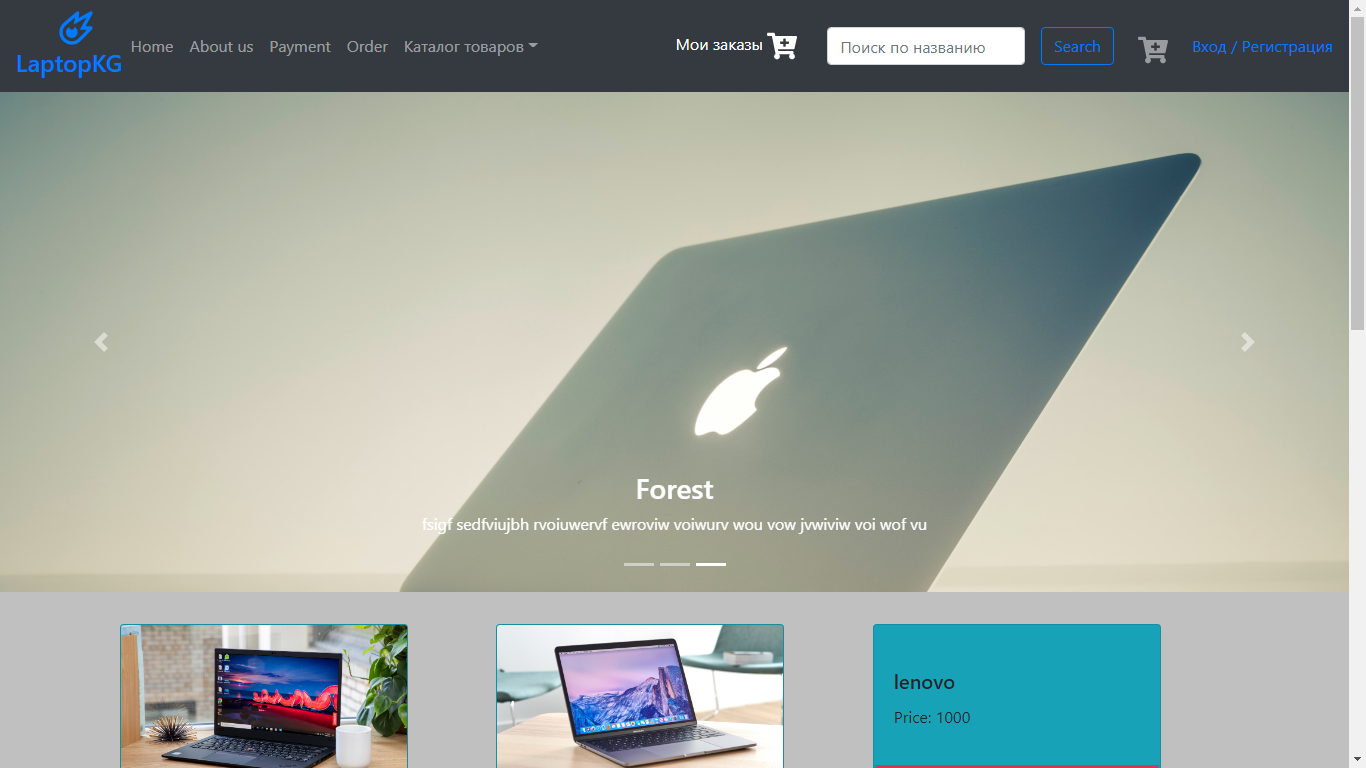 LaptopKG
Home About us Payment Order Каталог товаров
Мои заказы
Поиск по названию
Search
Вход / Регистрация
Forest
fsigf sedfviujbh rvoiuwervf ewroviw voiwurv wou vow jvwiviw voi wof vu
lenovo
Price: 1000